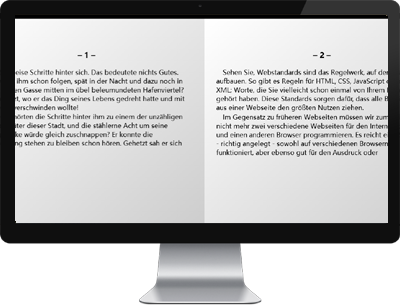 – 1 –
eise Schritte hinter sich. Das bedeutete nichts Gutes.
ihm schon folgen, spät in der Nacht und dazu noch in
en Gasse mitten im übel beleumundeten Hafenviertel?
t, wo er das Ding seines Lebens gedreht hatte und mit
verschwinden wollte!
hörten die Schritte hinter ihm zu einem der unzähligen
ter dieser Stadt, und die stählerne Acht um seine
ke würde gleich zuschnappen? Er konnte die
ng stehen zu bleiben schon hören. Gehetzt sah er sich
– 2 –
Sehen Sie, Webstandards sind das Regelwerk, auf der
aufbauen. So gibt es Regeln für HTML, CSS, JavaScript o
XML; Worte, die Sie vielleicht schon einmal von Ihrem E
gehört haben. Diese Standards sorgen dafür, dass alle B
aus einer Webseite den größten Nutzen ziehen.
Im Gegensatz zu früheren Webseiten müssen wir zum
nicht mehr zwei verschiedene Webseiten für den Intern
und einen anderen Browser programmieren. Es reicht e
- richtig angelegt - sowohl auf verschiedenen Browsern
funktioniert, aber ebenso gut für den Ausdruck oder